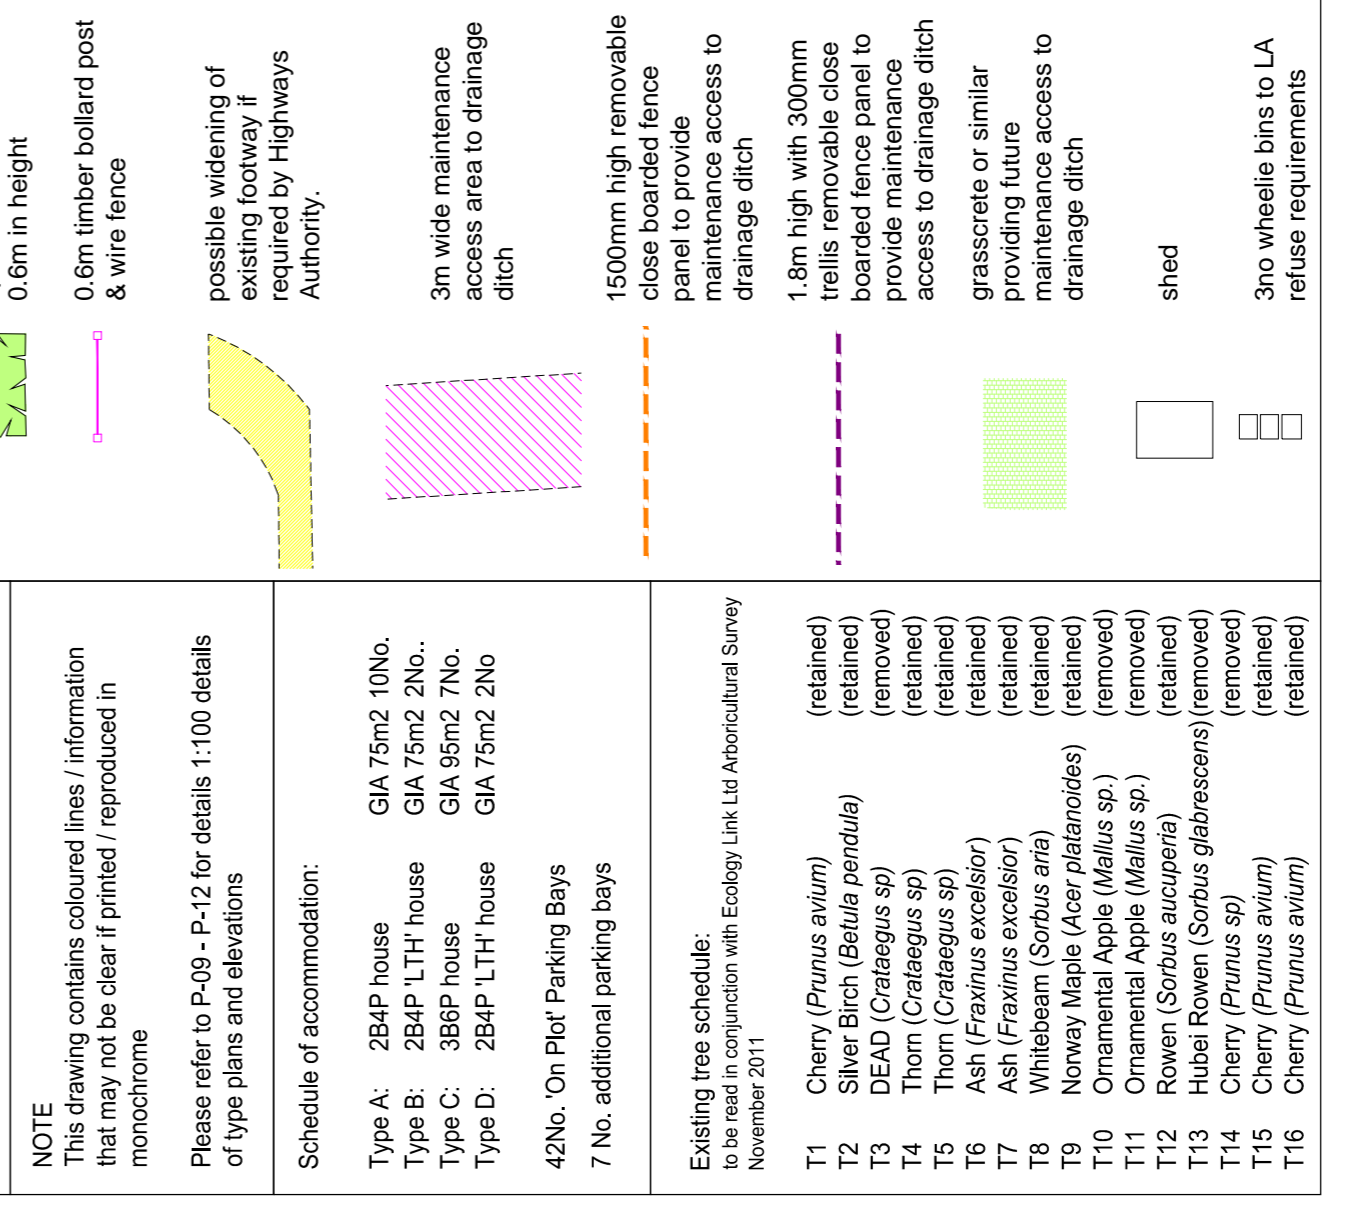 0.6m in height
0.6m timber bollard post
& wire fence
possible widening of
existing footway if
required by Highways
Authority.
3m wide maintenance
access area to drainage
ditch
1500mm high removable
close boarded fence
panel to provide
maintenance access to
drainage ditch
1.8m high with 300mm
trellis removable close
boarded fence panel to
provide maintenance
access to drainage ditch
grasscrete or similar
providing future
maintenance access to
drainage ditch
shed
3no wheelie bins to LA
refuse requirements
NOTE
This drawing contains coloured lines / information
that may not be clear if printed / reproduced in
monochrome
Please refer to P-09 - P-12 for details 1:100 details
of type plans and elevations
Schedule of accommodation:
Type A: 2B4P house GIA 75m2 10No.
Type B: 2B4P 'LTH' house GIA 75m2 2No..
Type C: 3B6P house GIA 95m2 7No.
Type D: 2B4P 'LTH' house GIA 75m2 2No
42No. 'On Plot' Parking Bays
7 No. additional parking bays
Existing tree schedule:
to be read in conjunction with Ecology Link Ltd Arboricultural Survey
November 2011
T1 Cherry (Prunus avium) (retained)
T2 Silver Birch (Betula pendula) (retained)
T3 DEAD (Crataegus sp) (removed)
T4 Thorn (Crataegus sp) (retained)
T5 Thorn (Crataegus sp) (retained)
T6 Ash (Fraxinus excelsior) (retained)
T7 Ash (Fraxinus excelsior) (retained)
T8 Whitebeam (Sorbus aria) (retained)
T9 Norway Maple (Acer platanoides) (retained)
T10 Ornamental Apple (Mallus sp.) (removed)
T11 Ornamental Apple (Mallus sp.) (removed)
T12 Rowen (Sorbus aucuperia) (retained)
T13 Hubei Rowen (Sorbus glabrescens) (removed)
T14 Cherry (Prunus sp) (removed)
T15 Cherry (Prunus avium) (retained)
T16 Cherry (Prunus avium) (retained)